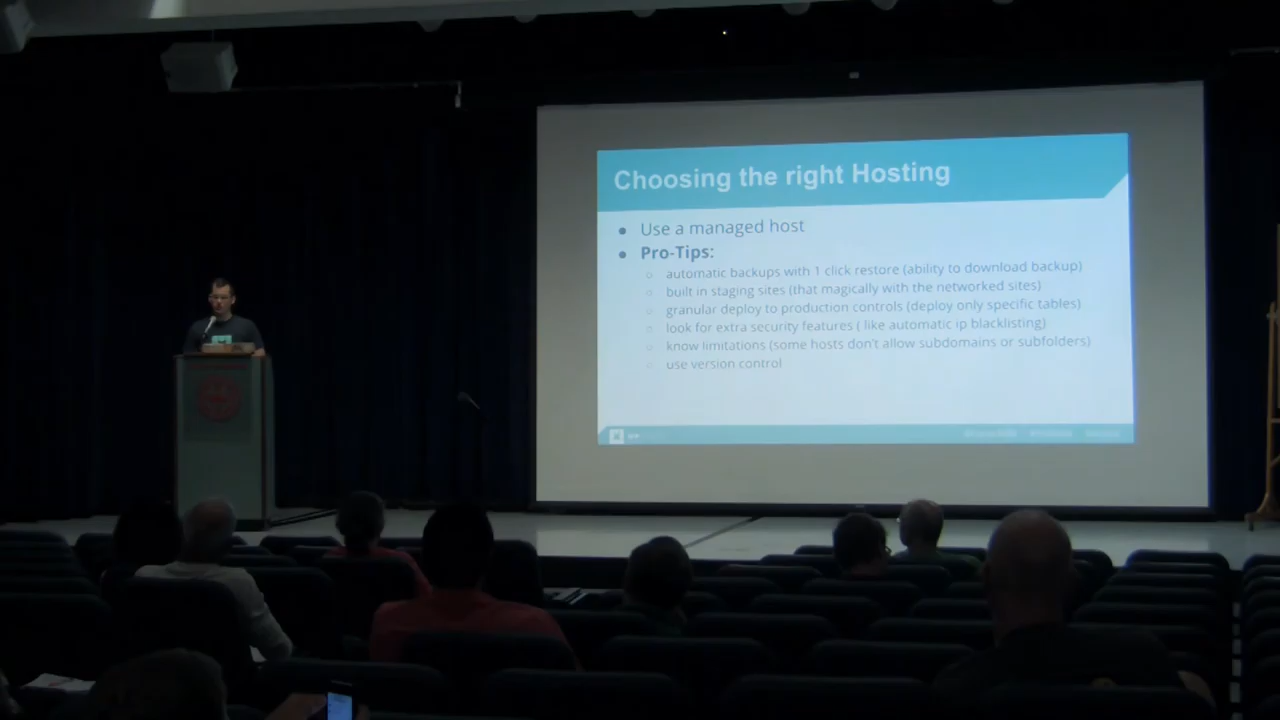 Choosing the right Hosting
Use a managed host
Pro-Tips:
automatic backups with 1 click restore (ability to download backup)
built in staging sites (that magically with the networked sites)
granular deploy to production controls (deploy only specific tables)
look for extra security features ( like automatic ip blacklisting)
know limitations (some hosts don't allow subdomains or subfolders)
use version control